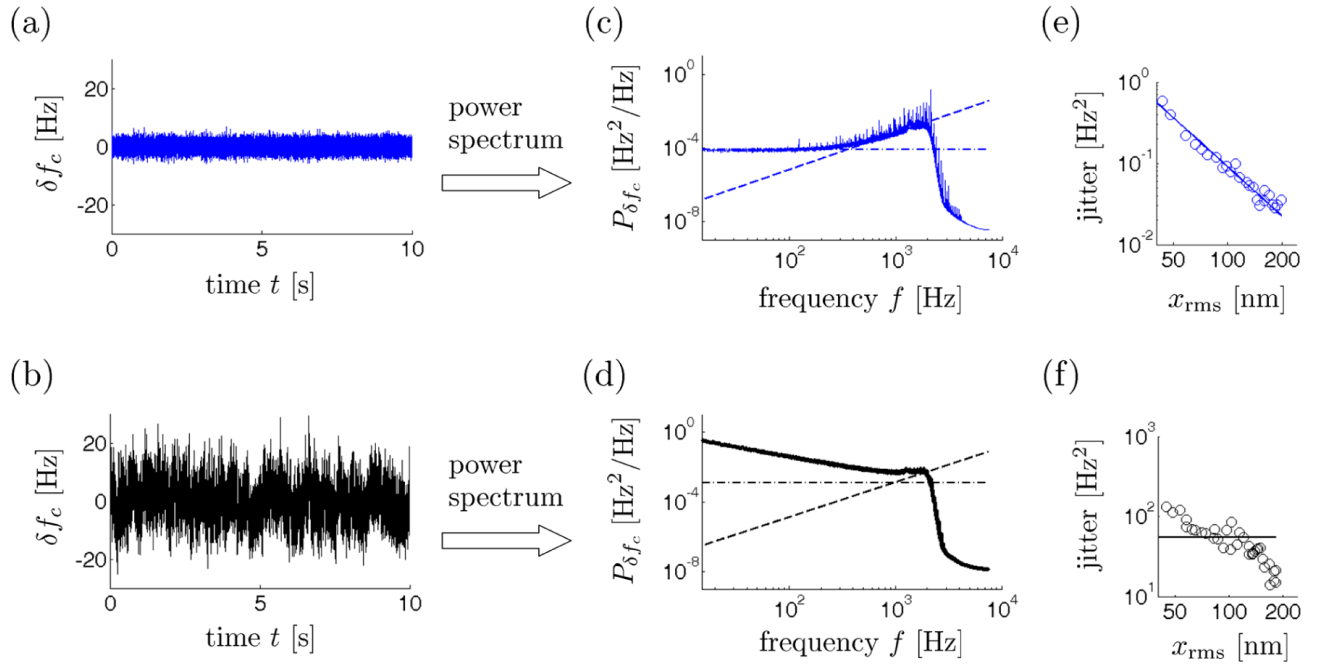 (a)
20
0
-20
δf_c [Hz]
0 5 10
time t [s]
power
spectrum
(c)
10^0
10^-4
10^-8
P_δf_c [Hz^2/Hz]
10^2 10^3 10^4
frequency f [Hz]
(e)
10^0
10^-1
10^-2
jitter [Hz^2]
50 100 200
x_rms [nm]
(b)
20
0
-20
δf_c [Hz]
0 5 10
time t [s]
power
spectrum
(d)
10^0
10^-4
10^-8
P_δf_c [Hz^2/Hz]
10^2 10^3 10^4
frequency f [Hz]
(f)
10^3
10^2
10^1
jitter [Hz^2]
50 100 200
x_rms [nm]